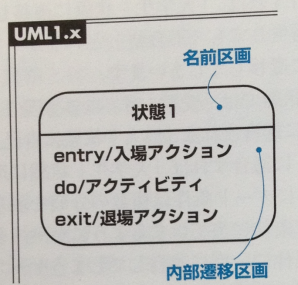 UML1.x
名前区画
状態1
entry/入場アクション
do/アクティビティ
exit/退場アクション
内部遷移区画